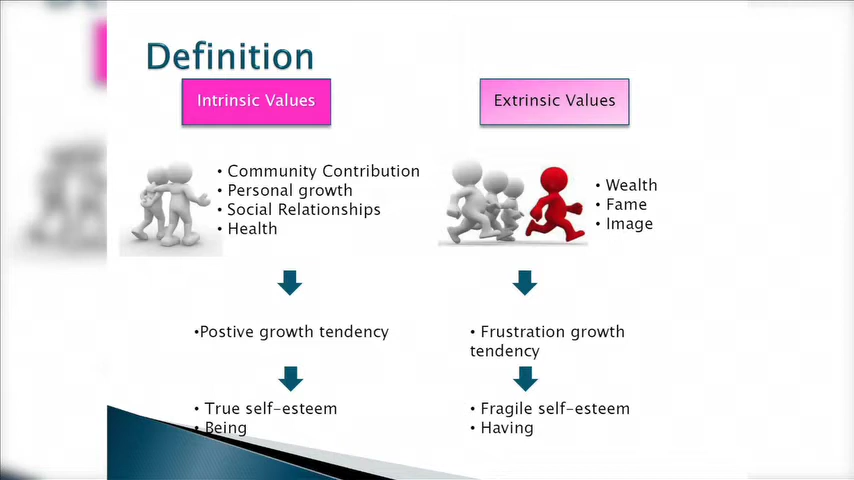 Definition
Intrinsic Values
• Community Contribution
• Personal growth
• Social Relationships
• Health
•Postive growth tendency
• True self-esteem
• Being
Extrinsic Values
• Wealth
• Fame
• Image
• Frustration growth
tendency
• Fragile self-esteem
• Having